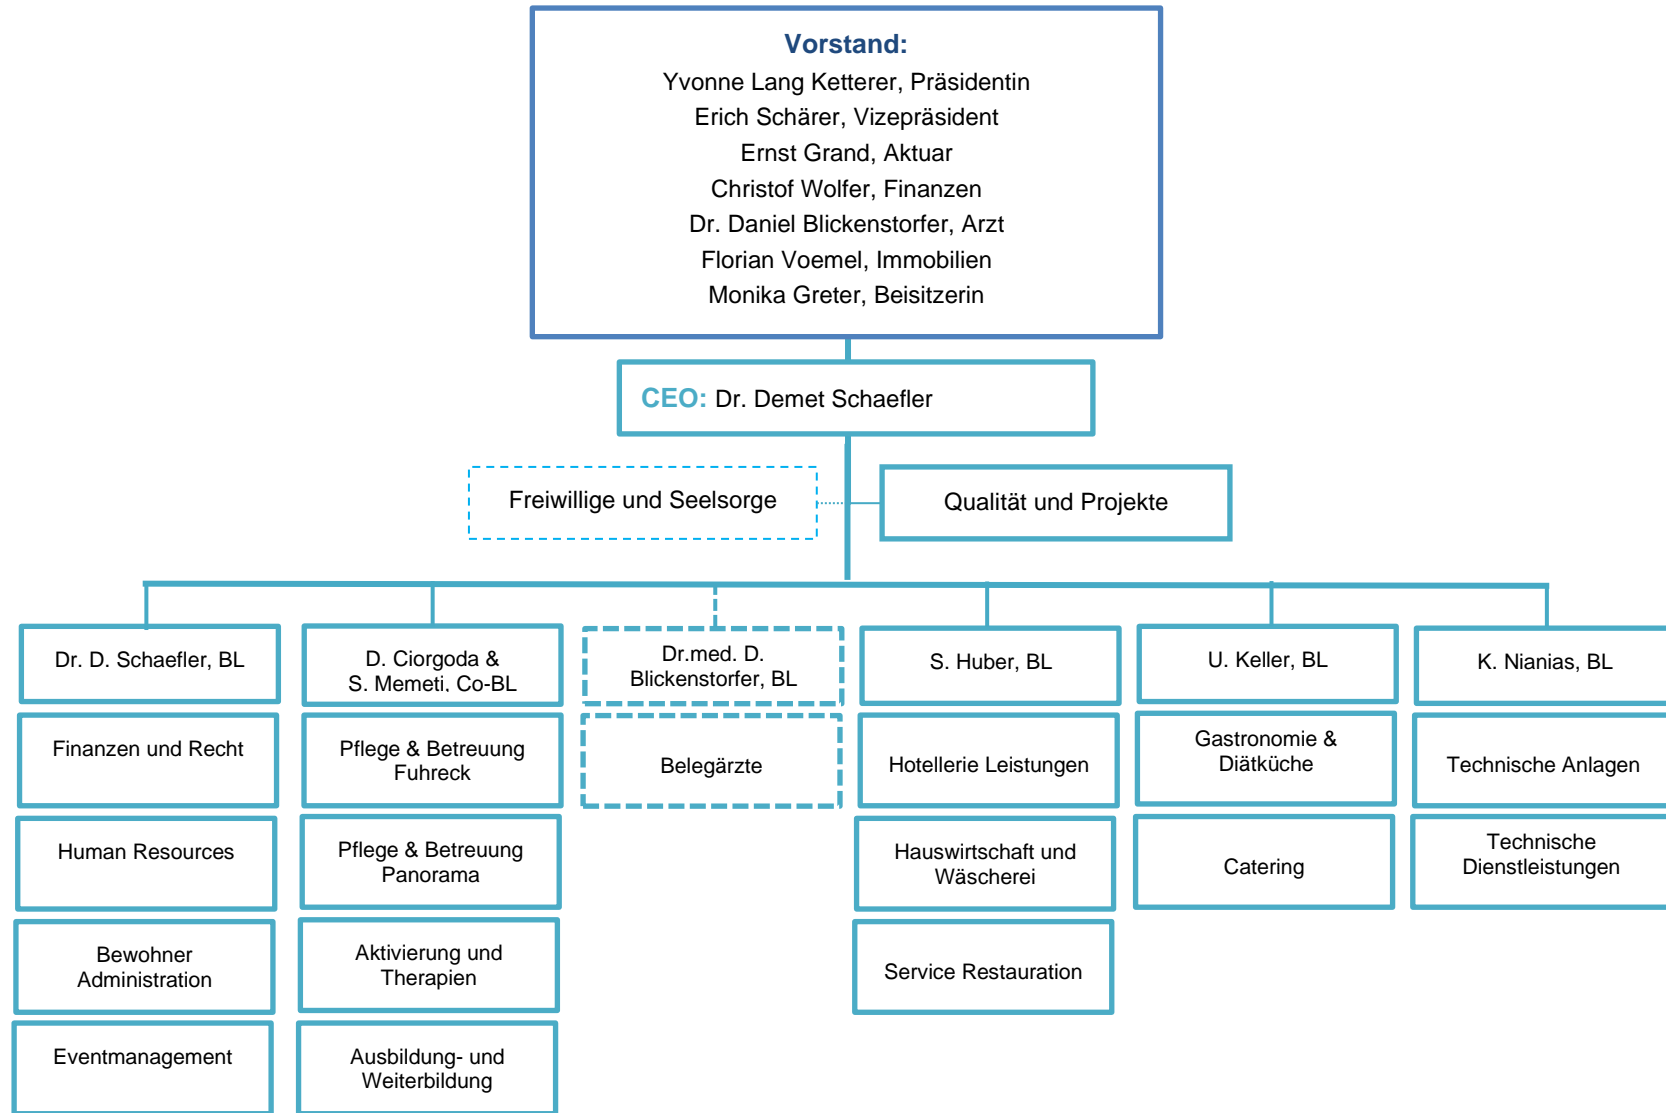 Vorstand:
Yvonne Lang Ketterer, Präsidentin
Erich Schärer, Vizepräsident
Ernst Grand, Aktuar
Christof Wolfer, Finanzen
Dr. Daniel Blickenstorfer, Arzt
Florian Voemel, Immobilien
Monika Greter, Beisitzerin
CEO: Dr. Demet Schaefler
Freiwillige und Seelsorge
Qualität und Projekte
Dr. D. Schaefler, BL
Finanzen und Recht
Human Resources
Bewohner
Administration
Eventmanagement
D. Ciorgoda &
S. Memeti, Co-BL
Pflege & Betreuung
Fuhreck
Pflege & Betreuung
Panorama
Aktivierung und
Therapien
Ausbildung- und
Weiterbildung
Dr.med. D.
Blickenstorfer, BL
Belegärzte
S. Huber, BL
Hotellerie Leistungen
Hauswirtschaft und
Wäscherei
Service Restauration
U. Keller, BL
Gastronomie &
Diätküche
Catering
K. Nianias, BL
Technische Anlagen
Technische
Dienstleistungen